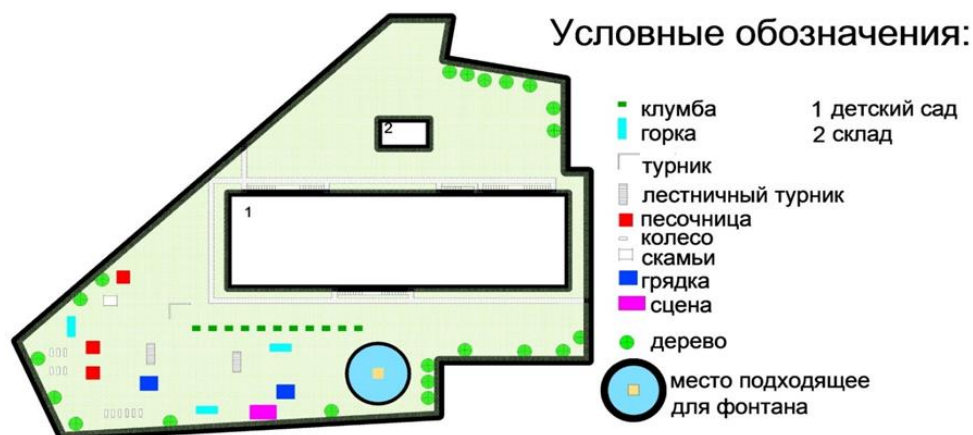 Условные обозначения:
клумба
горка
турник
лестничный турник
песочница
колесо
скамьи
грядка
сцена
дерево
место подходящее
для фонтана
1 детский сад
2 склад
2
1